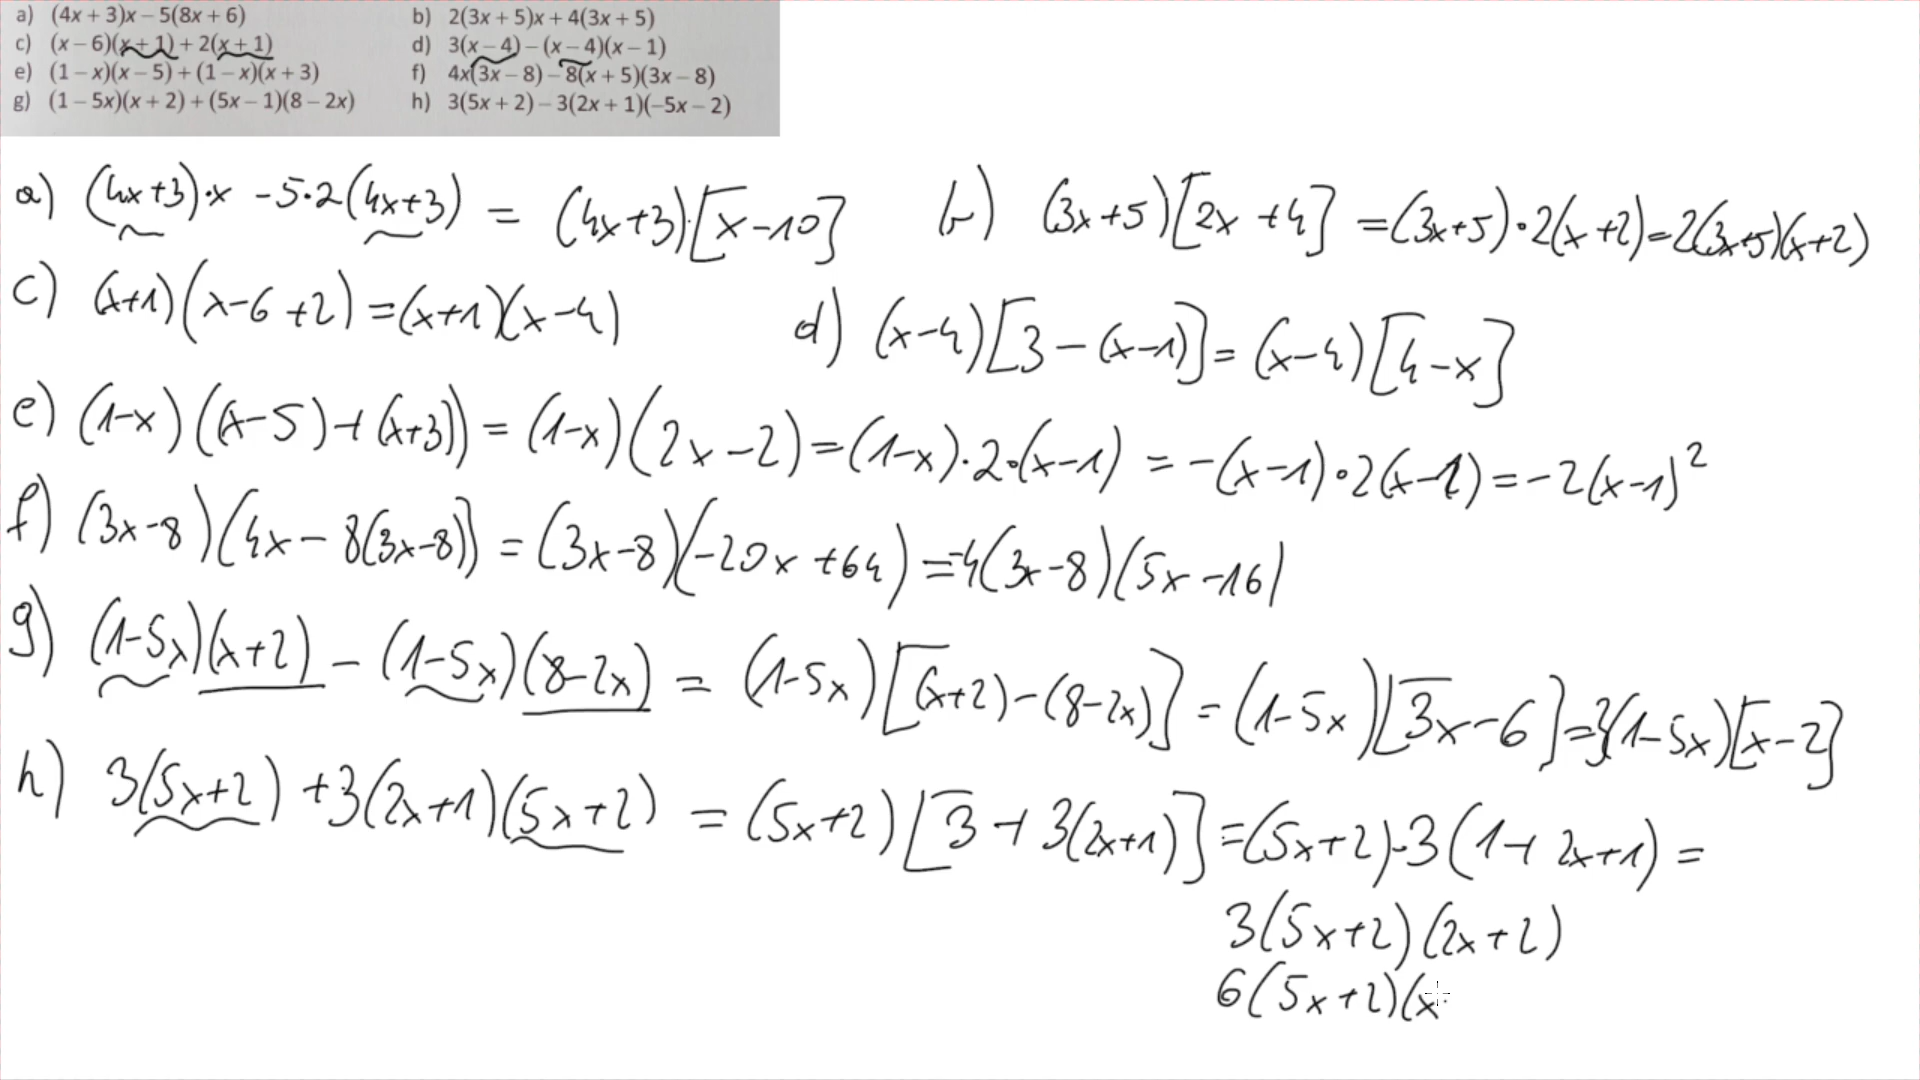 a) (4x + 3)x – 5(8x + 6) b) 2(3x + 5)x + 4(3x + 5)
c) (x – 6)(x + 1) + 2(x + 1) d) 3(x – 4) – (x – 4)(x – 1)
e) (1 – x)(x – 5) + (1 – x)(x + 3) f) 4x(3x – 8) – 8(x + 5)(3x – 8)
g) (1 – 5x)(x + 2) + (5x – 1)(8 – 2x) h) 3(5x + 2) – 3(2x + 1)(–5x – 2)
a) (4x+3)·x -5·2(4x+3) = (4x+3)·[x-10] b) (3x+5)[2x+4] =(3x+5)·2(x+2)=2(3x+5)(x+2)
c) (x+1)(x-6+2)=(x+1)(x-4) d) (x-4)[3-(x-1)]= (x-4)[4-x]
e) (1-x)((x-5)+(x+3)) = (1-x)(2x-2)=(1-x)·2·(x-1) = -(x-1)·2(x-1)=-2(x-1)²
f) (3x-8)(4x-8(3x-8)) = (3x-8)(-20x+64)=-4(3x-8)(5x-16)
g) (1-5x)(x+2) - (1-5x)(8-2x) = (1-5x)[(x+2)-(8-2x)] = (1-5x)[3x-6]=3(1-5x)[x-2]
h) 3(5x+2) +3(2x+1)(5x+2) = (5x+2)[3+3(2x+1)]=(5x+2)·3(1+2x+1)=
3(5x+2)(2x+2)
6(5x+2)(x